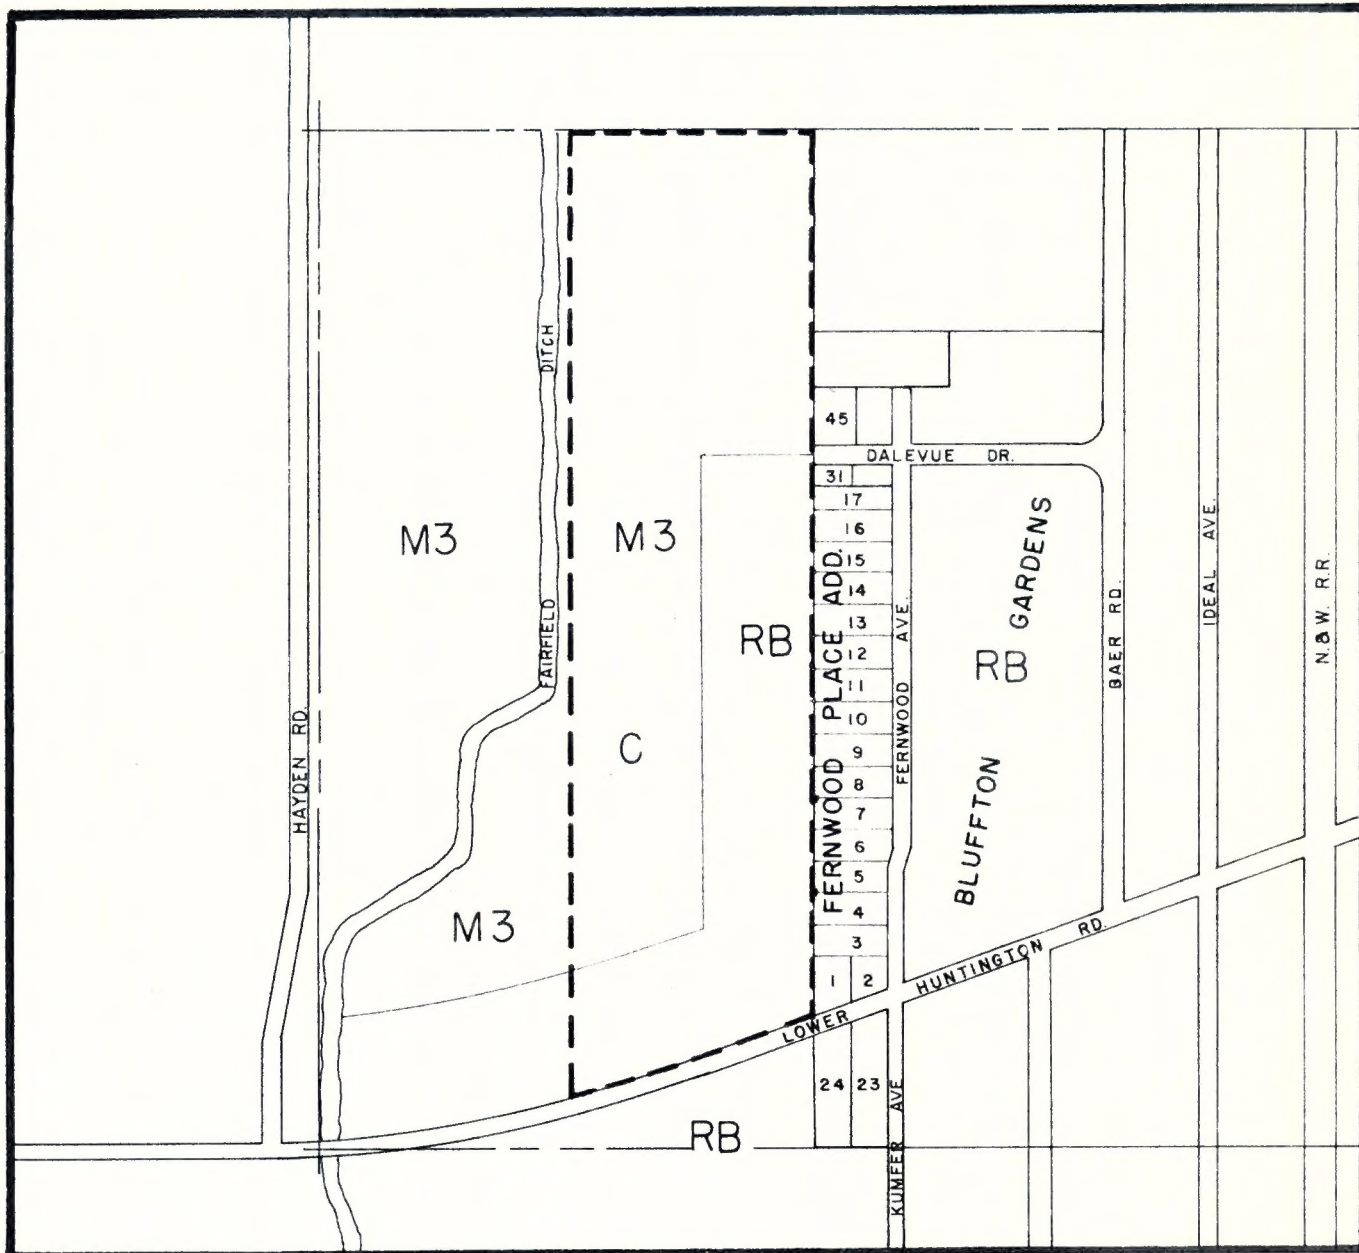 DITCH
45
DALEVUE DR.
31
17
16
15
14
13
12
11
10
9
8
7
6
5
4
3
1
2
24
23
M3
M3
M3
C
RB
RB
RB
FAIRFIELD
HAYDEN RD.
FERNWOOD PLACE ADD.
FERNWOOD AVE.
BLUFFTON GARDENS
BAER RD.
IDEAL AVE.
N.&W. R.R.
LOWER HUNTINGTON RD.
KUMFER AVE